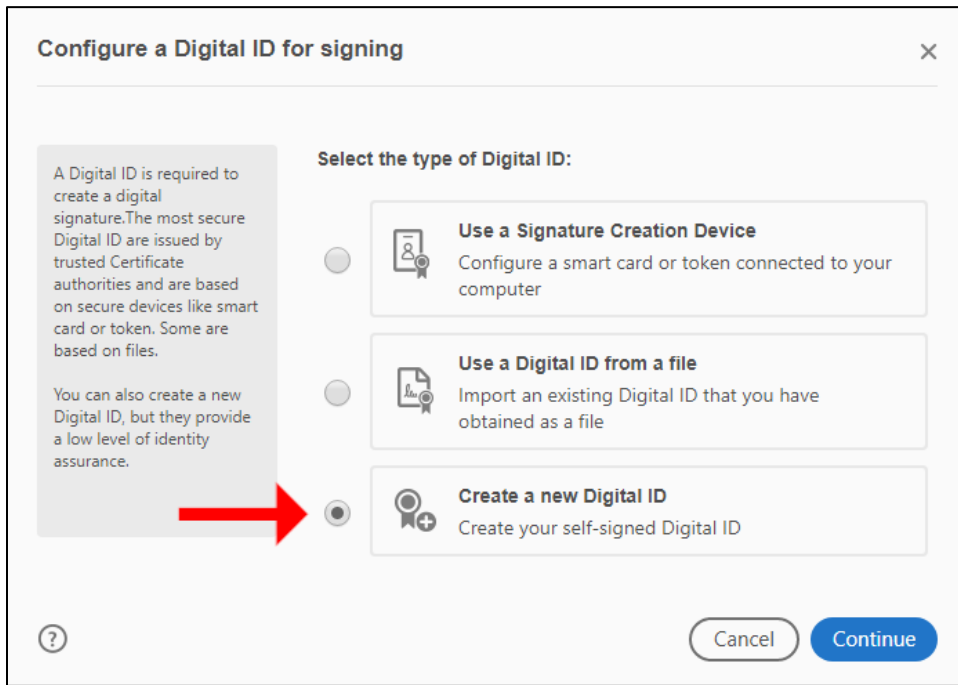 Configure a Digital ID for signing
A Digital ID is required to
create a digital
signature.The most secure
Digital ID are issued by
trusted Certificate
authorities and are based
on secure devices like smart
card or token. Some are
based on files.
You can also create a new
Digital ID, but they provide
a low level of identity
assurance.
Select the type of Digital ID:
Use a Signature Creation Device
Configure a smart card or token connected to your
computer
Use a Digital ID from a file
Import an existing Digital ID that you have
obtained as a file
Create a new Digital ID
Create your self-signed Digital ID
?
Cancel
Continue